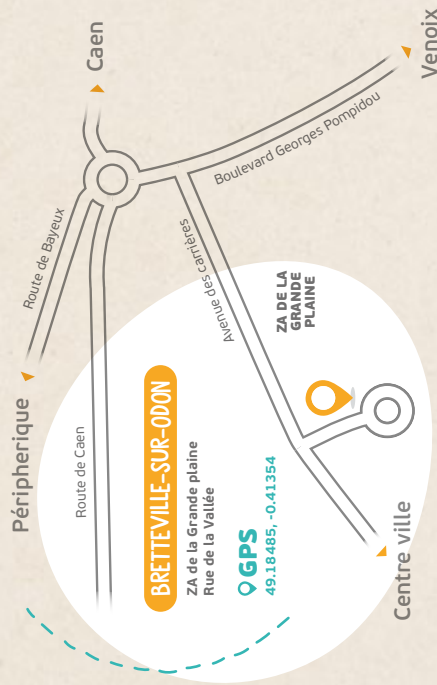 Périphérique
Route de Bayeux
Caen
Route de Caen
BRETTEVILLE-SUR-ODON
ZA de la Grande plaine
Rue de la Vallée
GPS
49.18485, -0.41354
Avenue des carrières
Boulevard Georges Pompidou
ZA DE LA
GRANDE
PLAINE
Centre ville
Venoix